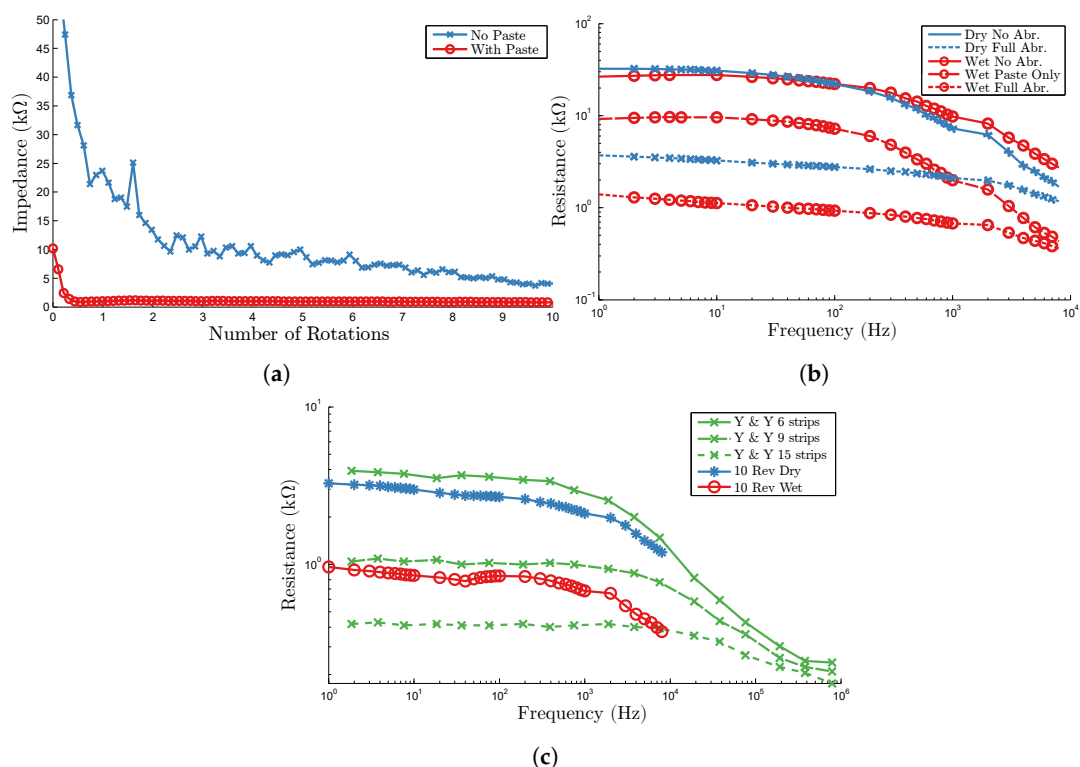 50
45
40
35
30
25
20
15
10
5
0
Impedance (kΩ)
0 1 2 3 4 5 6 7 8 9 10
Number of Rotations
No Paste
With Paste
(a)
10²
10¹
10⁰
10⁻¹
Resistance (kΩ)
10⁰ 10¹ 10² 10³
Frequency (Hz)
Dry No Abr.
Dry Full Abr.
Wet No Abr.
Wet Paste Only
Wet Full Abr.
(b)
10¹
10⁰
Resistance (kΩ)
10⁰ 10¹ 10² 10³ 10⁴ 10⁵ 10⁶
Frequency (Hz)
Y & Y 6 strips
Y & Y 9 strips
Y & Y 15 strips
10 Rev Dry
10 Rev Wet
(c)